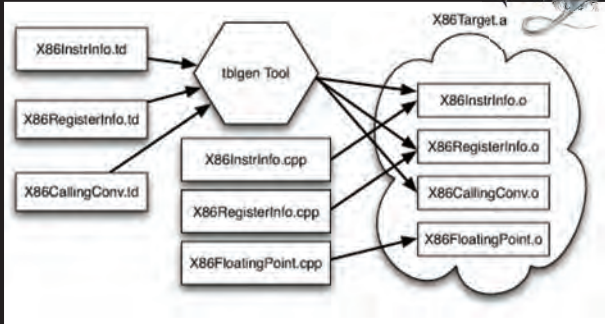 X86Target.a
X86InstrInfo.td
tblgen Tool
X86RegisterInfo.td
X86CallingConv.td
X86InstrInfo.cpp
X86RegisterInfo.cpp
X86FloatingPoint.cpp
X86InstrInfo.o
X86RegisterInfo.o
X86CallingConv.o
X86FloatingPoint.o